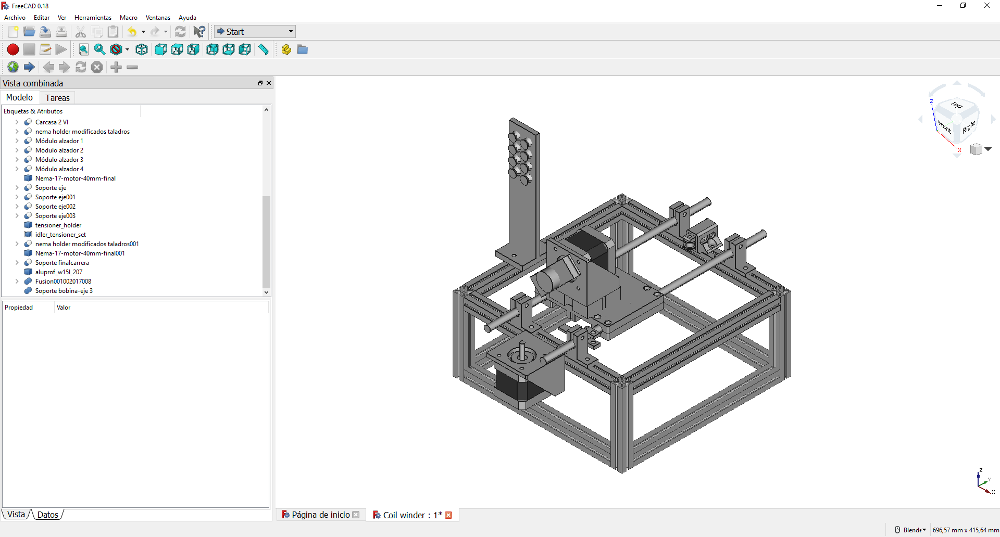 FreeCAD 0.18
Archivo Editar Ver Herramientas Macro Ventanas Ayuda
Start
Vista combinada
Modelo Tareas
Etiquetas & Atributos
Carcasa 2 VI
nema holder modificados taladros
Módulo alzador 1
Módulo alzador 2
Módulo alzador 3
Módulo alzador 4
Nema-17-motor-40mm-final
Soporte eje
Soporte eje001
Soporte eje002
Soporte eje003
tensioner_holder
idler_tensioner_set
nema holder modificados taladros001
Nema-17-motor-40mm-final001
Soporte finalcarrera
aluprof_w15l_207
Fusion001002017008
Soporte bobina-eje 3
Propiedad Valor
Vista Datos
Z
Top
Front Right
X
Z
Y
X
Página de inicio Coil winder : 1*
Blende 696,57 mm x 415,64 mm